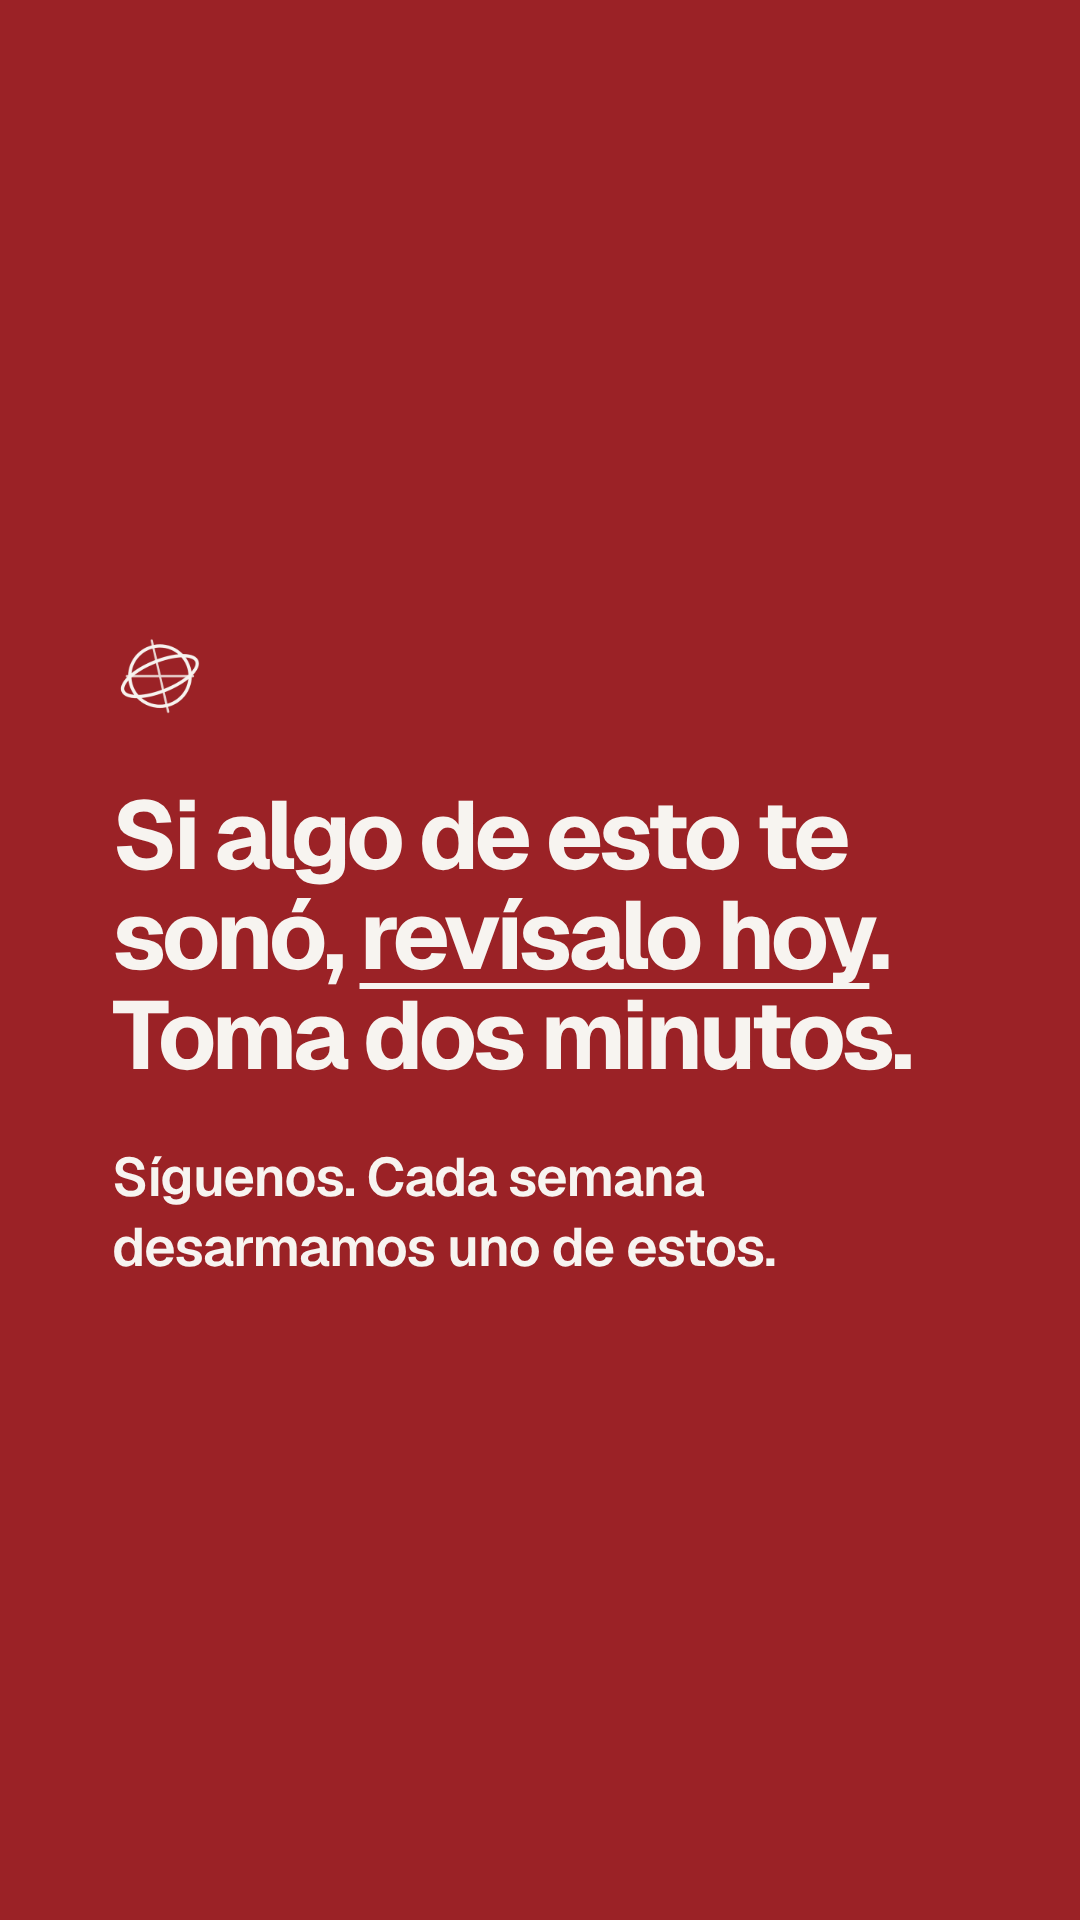 Si algo de esto te
sonó, revísalo hoy.
Toma dos minutos.
Síguenos. Cada semana
desarmamos uno de estos.